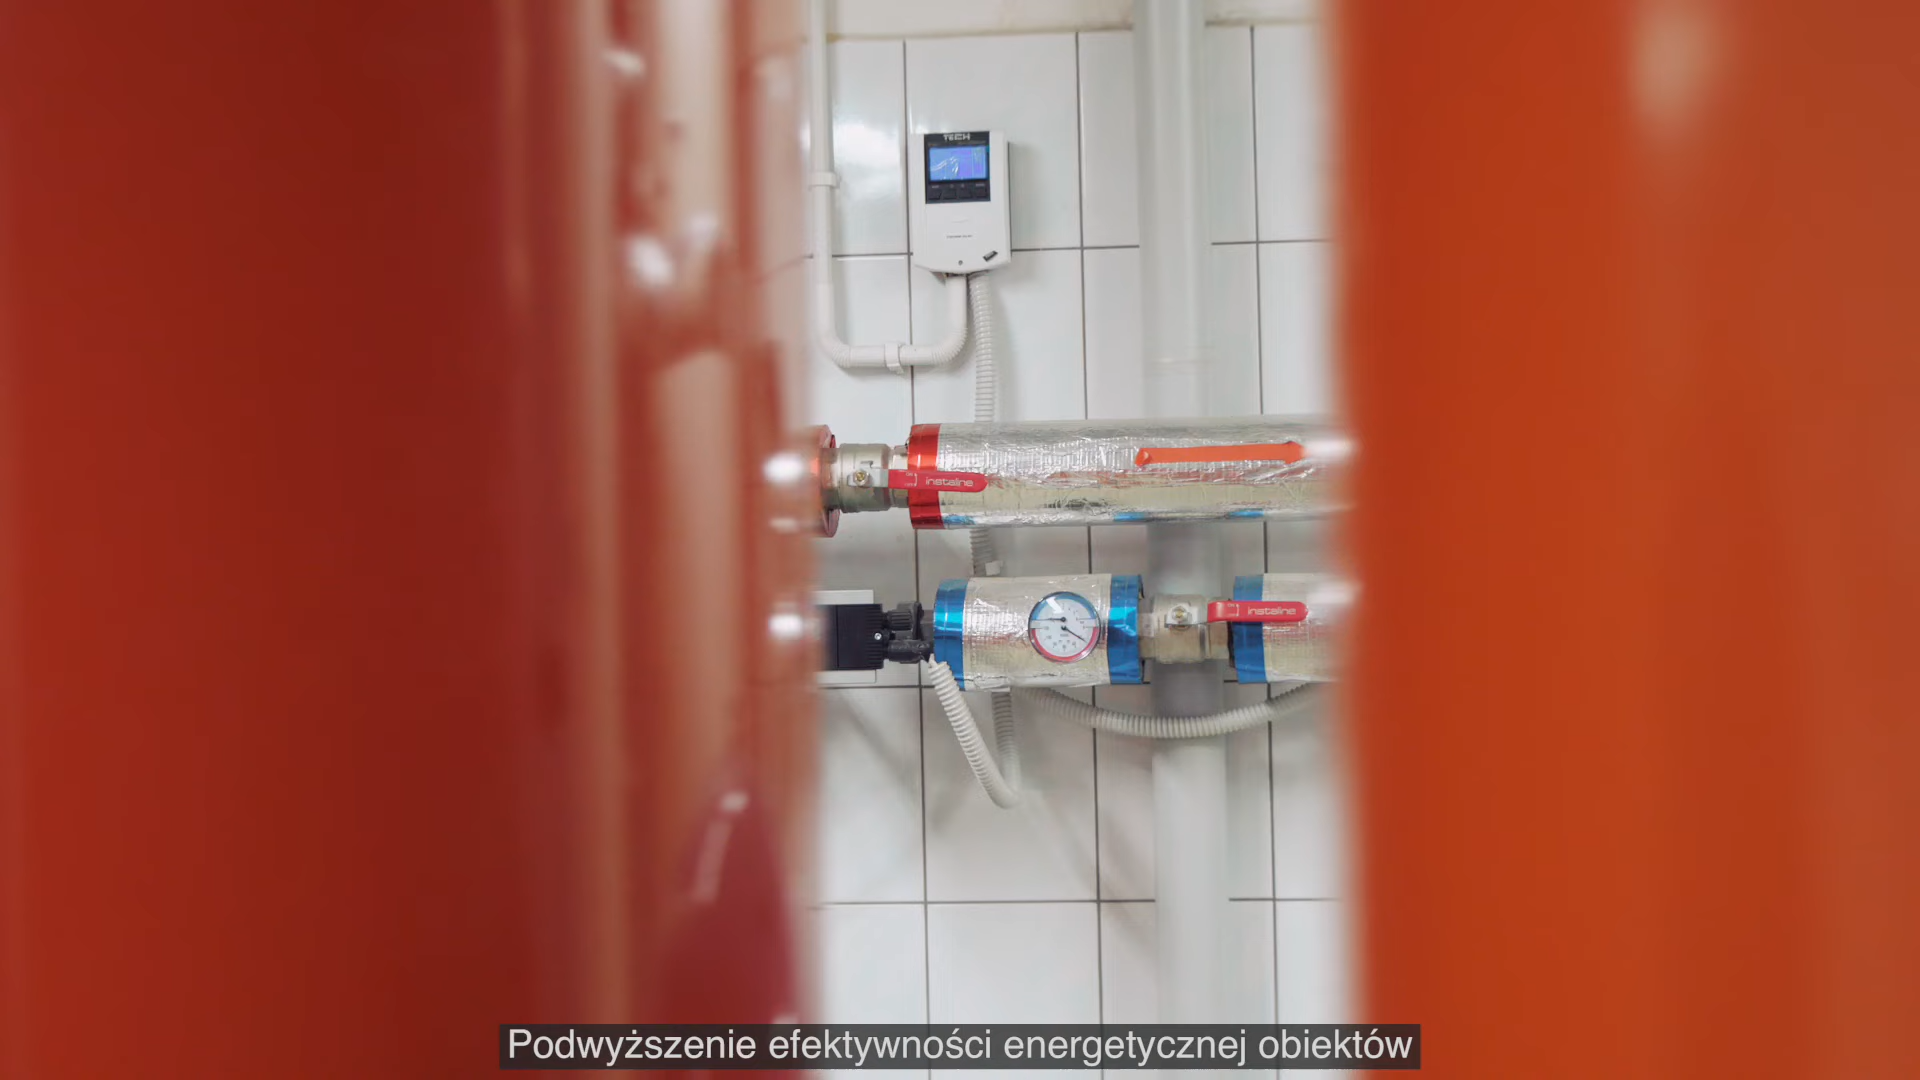 TECH
instaline
instaline
Podwyższenie efektywności energetycznej obiektów